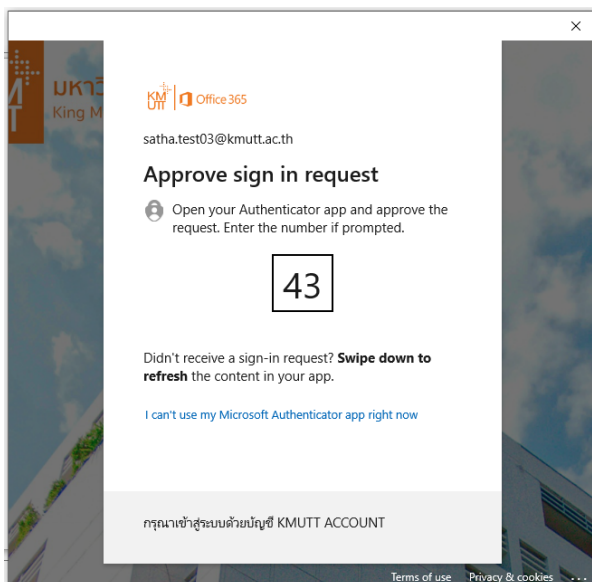 มหาวิ
King M
KM
UTT
Office 365
satha.test03@kmutt.ac.th
Approve sign in request
Open your Authenticator app and approve the
request. Enter the number if prompted.
43
Didn't receive a sign-in request? Swipe down to
refresh the content in your app.
I can't use my Microsoft Authenticator app right now
กรุณาเข้าสู่ระบบด้วยบัญชี KMUTT ACCOUNT
Terms of use Privacy & cookies ...